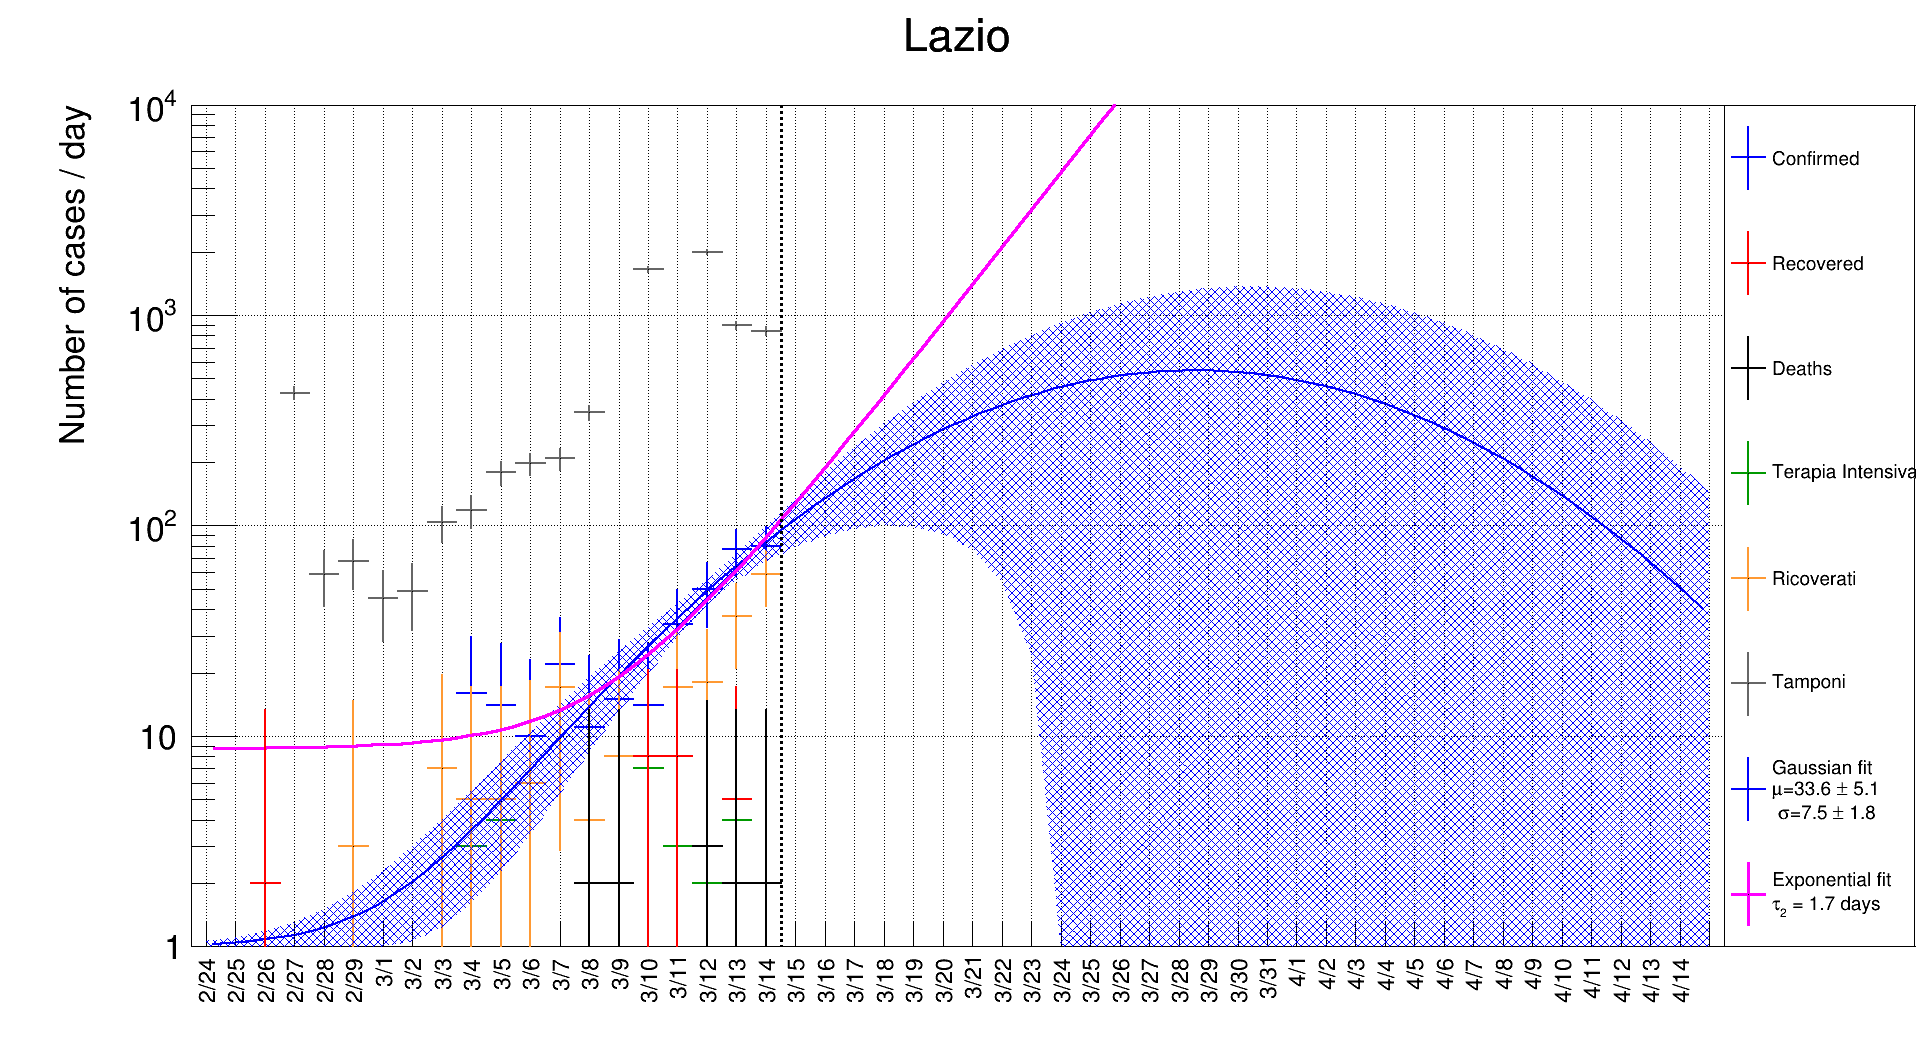 Lazio
Number of cases / day
10⁴
10³
10²
10
1
2/24 2/25 2/26 2/27 2/28 2/29 3/1 3/2 3/3 3/4 3/5 3/6 3/7 3/8 3/9 3/10 3/11 3/12 3/13 3/14 3/15 3/16 3/17 3/18 3/19 3/20 3/21 3/22 3/23 3/24 3/25 3/26 3/27 3/28 3/29 3/30 3/31 4/1 4/2 4/3 4/4 4/5 4/6 4/7 4/8 4/9 4/10 4/11 4/12 4/13 4/14
Confirmed
Recovered
Deaths
Terapia Intensiva
Ricoverati
Tamponi
Gaussian fit
μ=33.6 ± 5.1
σ=7.5 ± 1.8
Exponential fit
τ₂ = 1.7 days